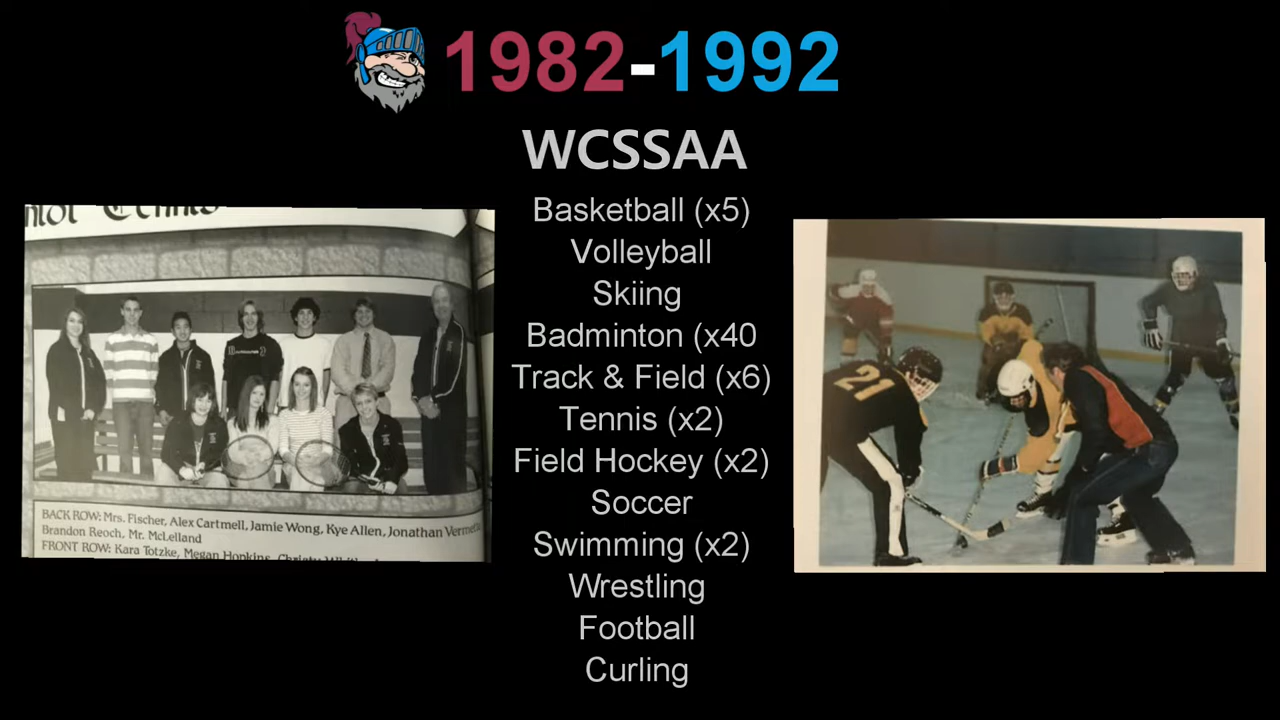 1982-1992
WCSSAA
Basketball (x5)
Volleyball
Skiing
Badminton (x40
Track & Field (x6)
Tennis (x2)
Field Hockey (x2)
Soccer
Swimming (x2)
Wrestling
Football
Curling
Tennis
BACK ROW: Mrs. Fischer, Alex Cartmell, Jamie Wong, Kye Allen, Jonathan
Brandon Reoch, Mr. McLelland
FRONT ROW: Kara Totzke, Megan Hopkins,
21